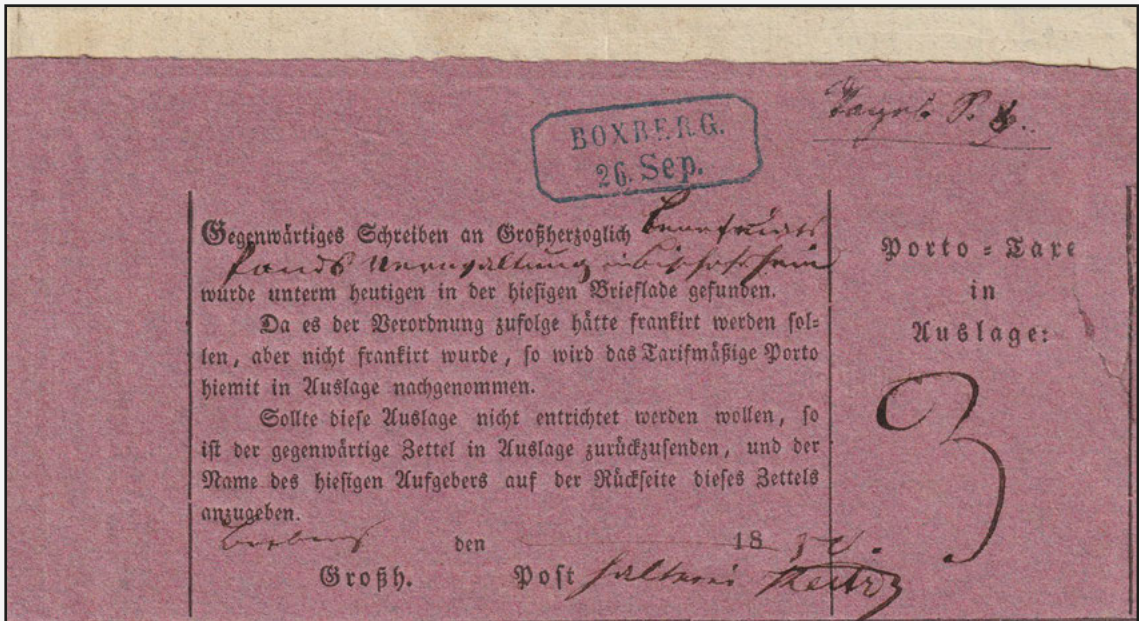 BOXBERG.
26. Sep.
Gegenwärtiges Schreiben an Großherzoglich
fonds Verwaltung
wurde unterm heutigen in der hiesigen Brieflade gefunden.
Da es der Verordnung zufolge hätte frankirt werden sol=
len, aber nicht frankirt wurde, so wird das Tarifmäßige Porto
hiemit in Auslage nachgenommen.
Sollte diese Auslage nicht entrichtet werden wollen, so
ist der gegenwärtige Zettel in Auslage zurückzusenden, und der
Name des hiesigen Aufgebers auf der Rückseite dieses Zettels
anzugeben.
den 18
Großh. Post
Porto = Taxe
in
Auslage:
3